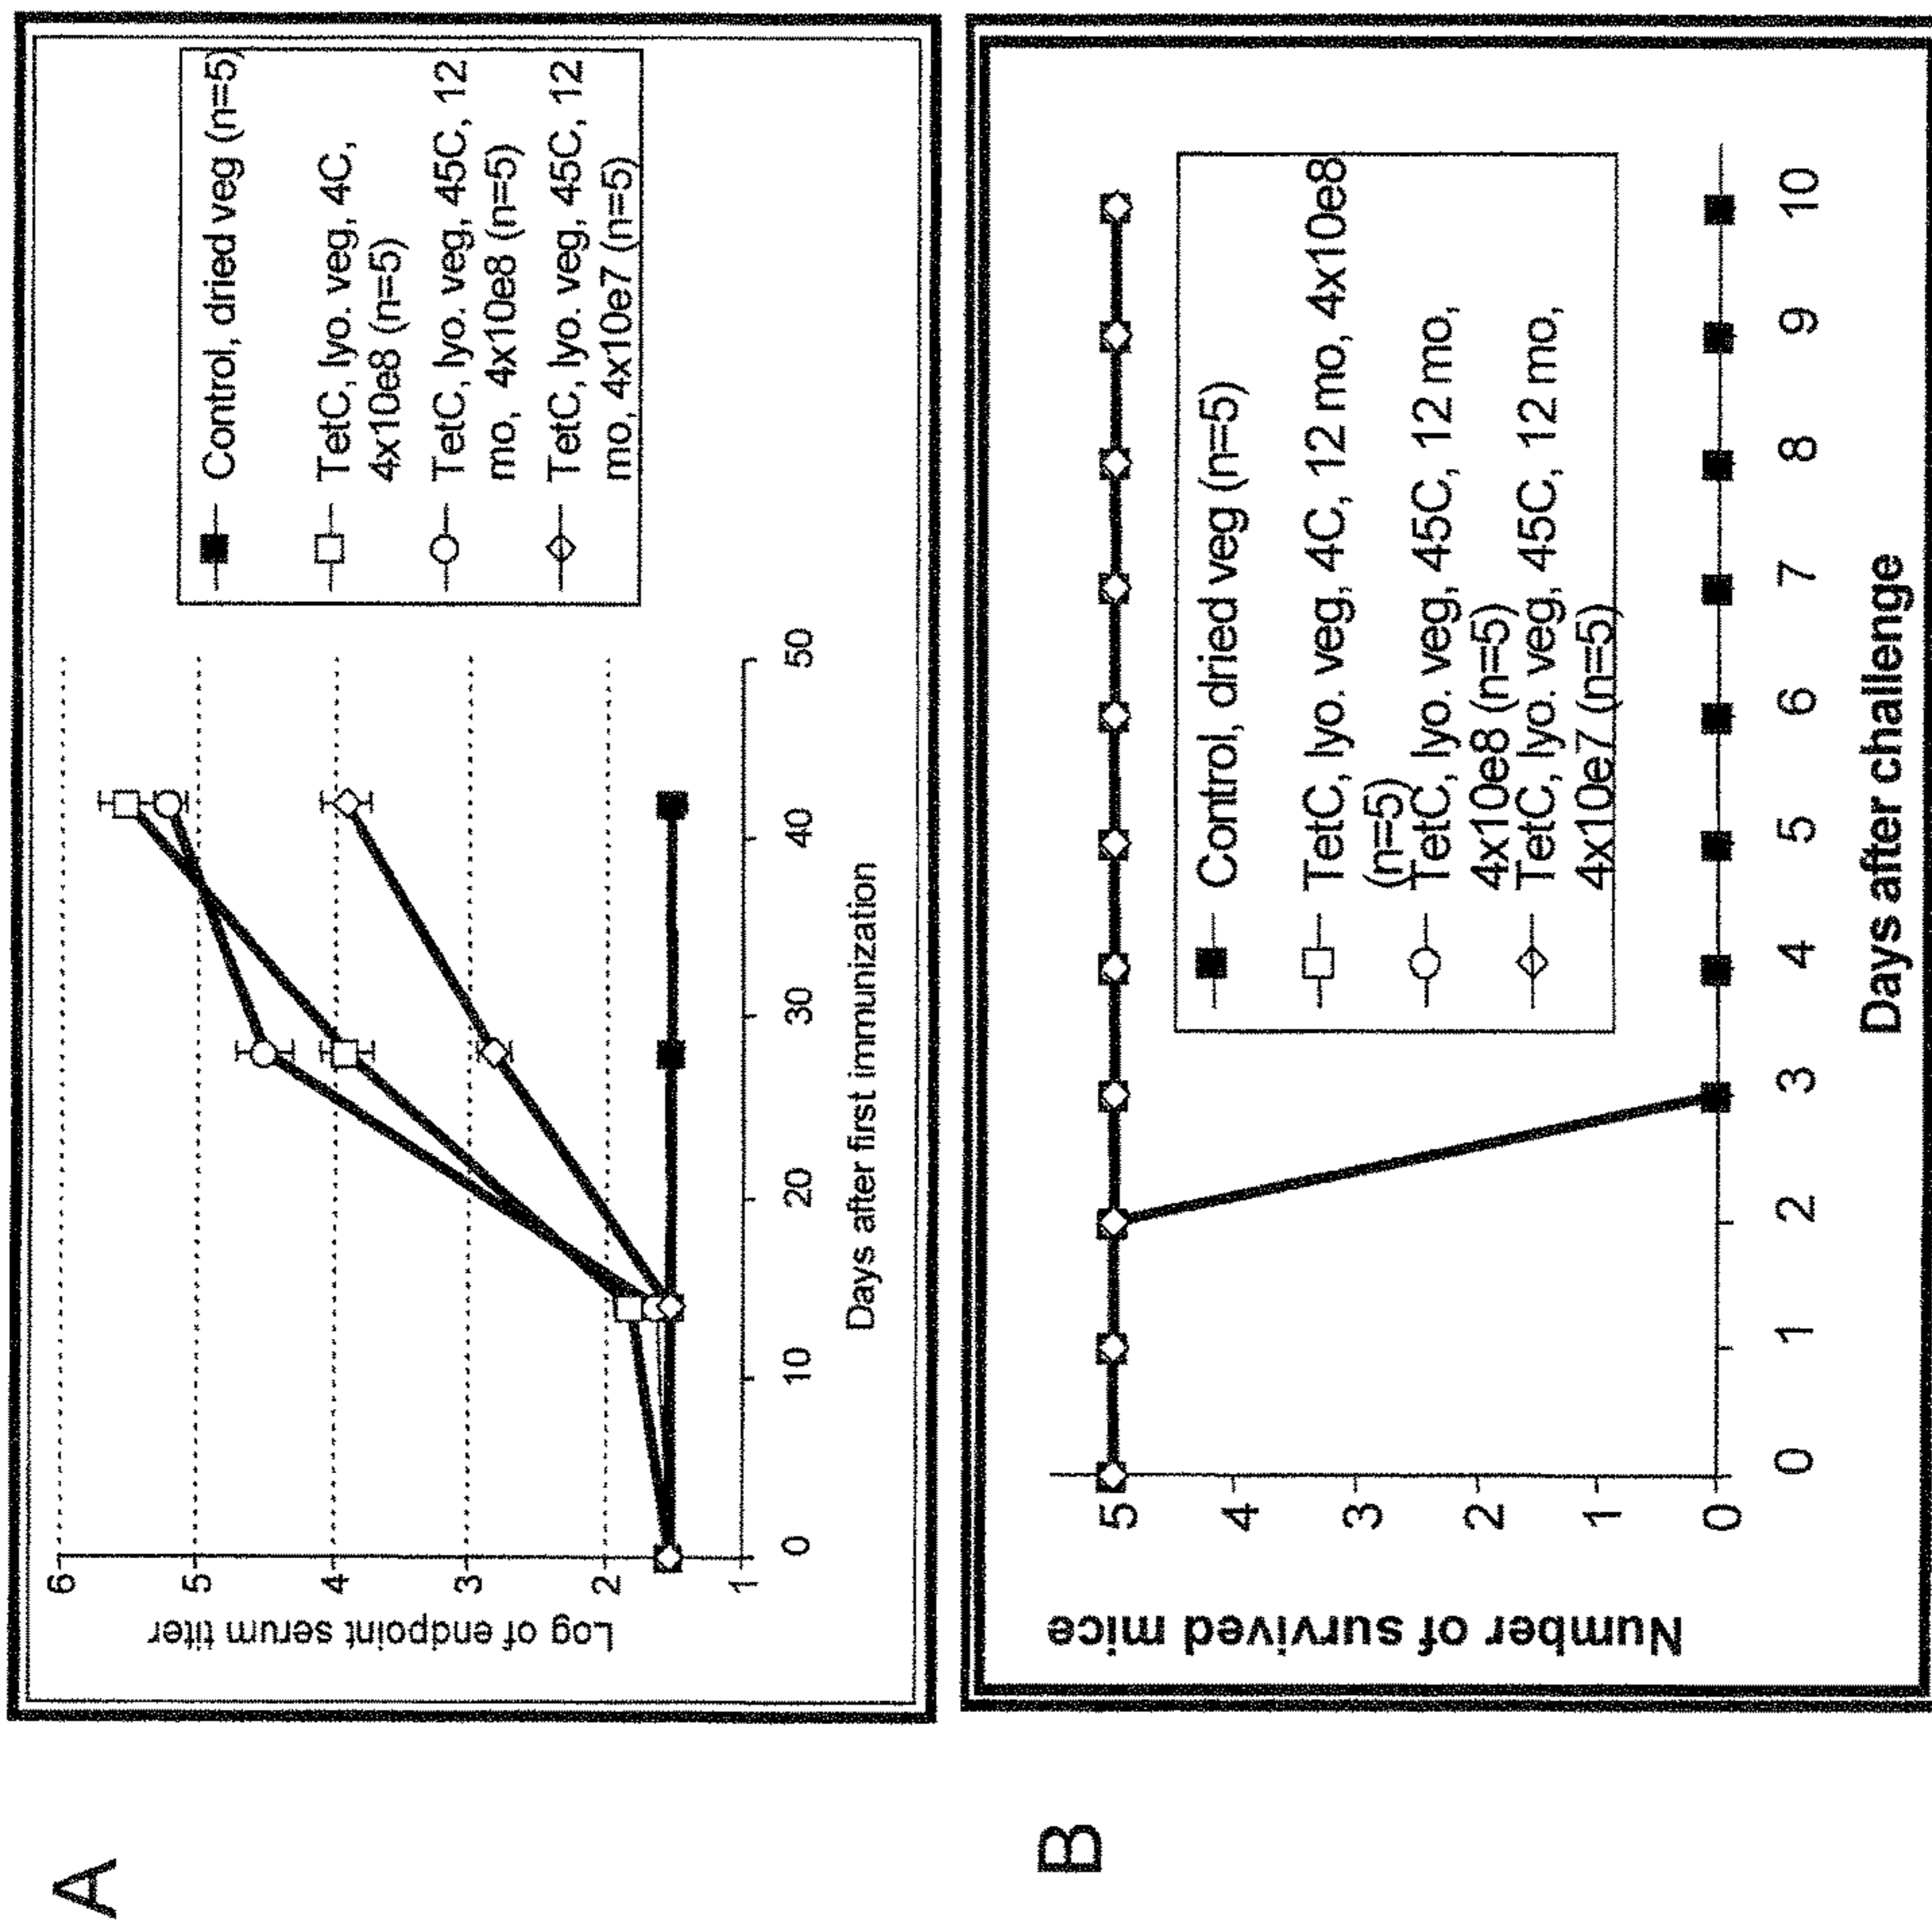 A
Log of endpoint serum titer
6
5
4
3
2
1
0
10
20
30
40
50
Days after first immunization
Control, dried veg (n=5)
TetC, lyo. veg, 4C,
4x10e8 (n=5)
TetC, lyo. veg, 45C, 12
mo, 4x10e8 (n=5)
TetC, lyo. veg, 45C, 12
mo, 4x10e7 (n=5)
B
Number of survived mice
5
4
3
2
1
0
0
1
2
3
4
5
6
7
8
9
10
Days after challenge
Control, dried veg (n=5)
TetC, lyo. veg, 4C, 12 mo, 4x10e8
(n=5)
TetC, lyo. veg, 45C, 12 mo,
4x10e8 (n=5)
TetC, lyo. veg, 45C, 12 mo,
4x10e7 (n=5)